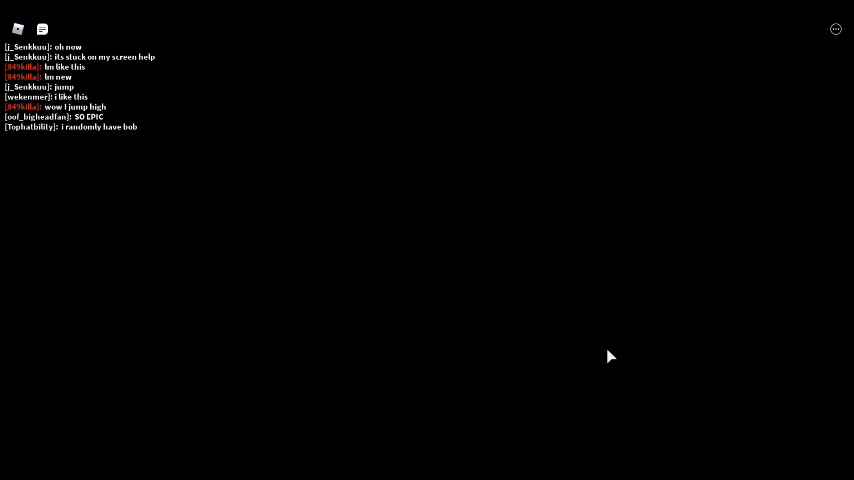 [j_Senkkuu]: oh now
[j_Senkkuu]: its stuck on my screen help
[849killa]: Im like this
[849killa]: Im new
[j_Senkkuu]: jump
[wekenmer]: i like this
[849killa]: wow I jump high
[oof_bigheadfan]: SO EPIC
[Tophatbility]: i randomly have bob